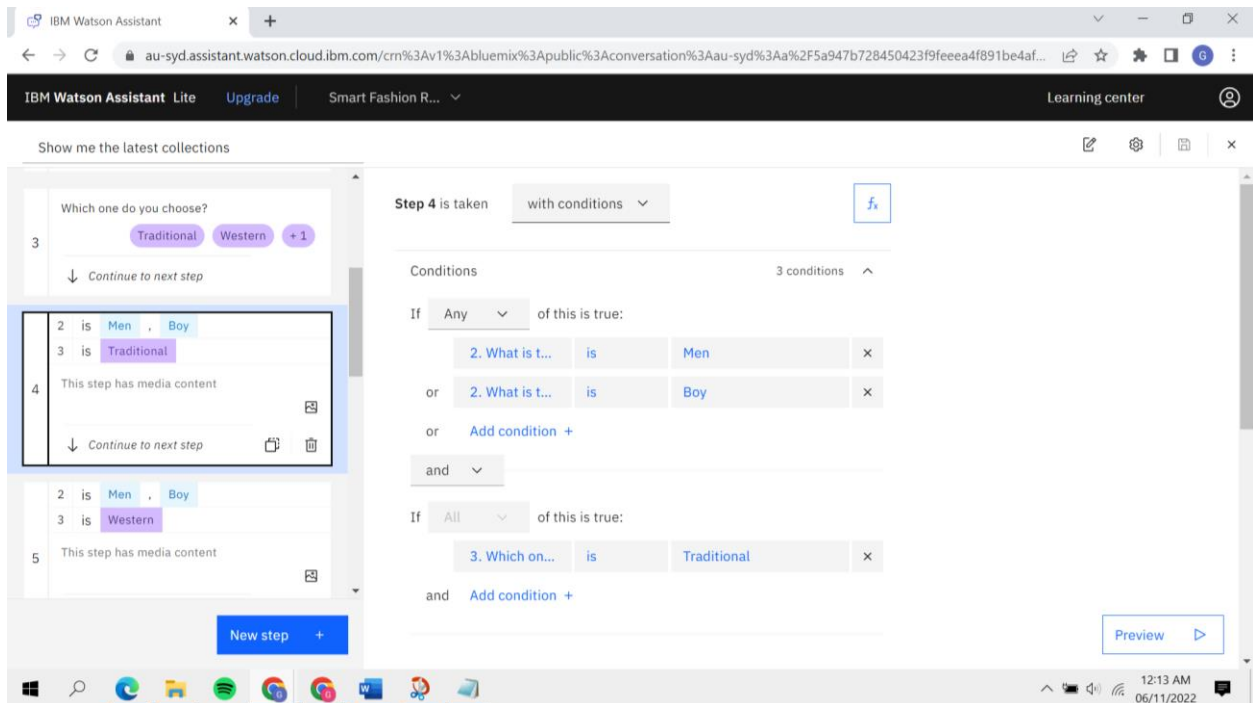 IBM Watson Assistant
au-syd.assistant.watson.cloud.ibm.com/crn%3Av1%3Abluemix%3Apublic%3Aconversation%3Aau-syd%3Aa%2F5a947b728450423f9feeea4f891be4af...
G
IBM Watson Assistant Lite Upgrade Smart Fashion R... Learning center
Show me the latest collections
Which one do you choose?
3 Traditional Western + 1
Continue to next step
2 is Men , Boy
3 is Traditional
4 This step has media content
Continue to next step
2 is Men , Boy
3 is Western
5 This step has media content
New step +
Step 4 is taken with conditions fx
Conditions 3 conditions
If Any of this is true:
2. What is t... is Men
or 2. What is t... is Boy
or Add condition +
and
If All of this is true:
3. Which on... is Traditional
and Add condition +
Preview
12:13 AM
06/11/2022